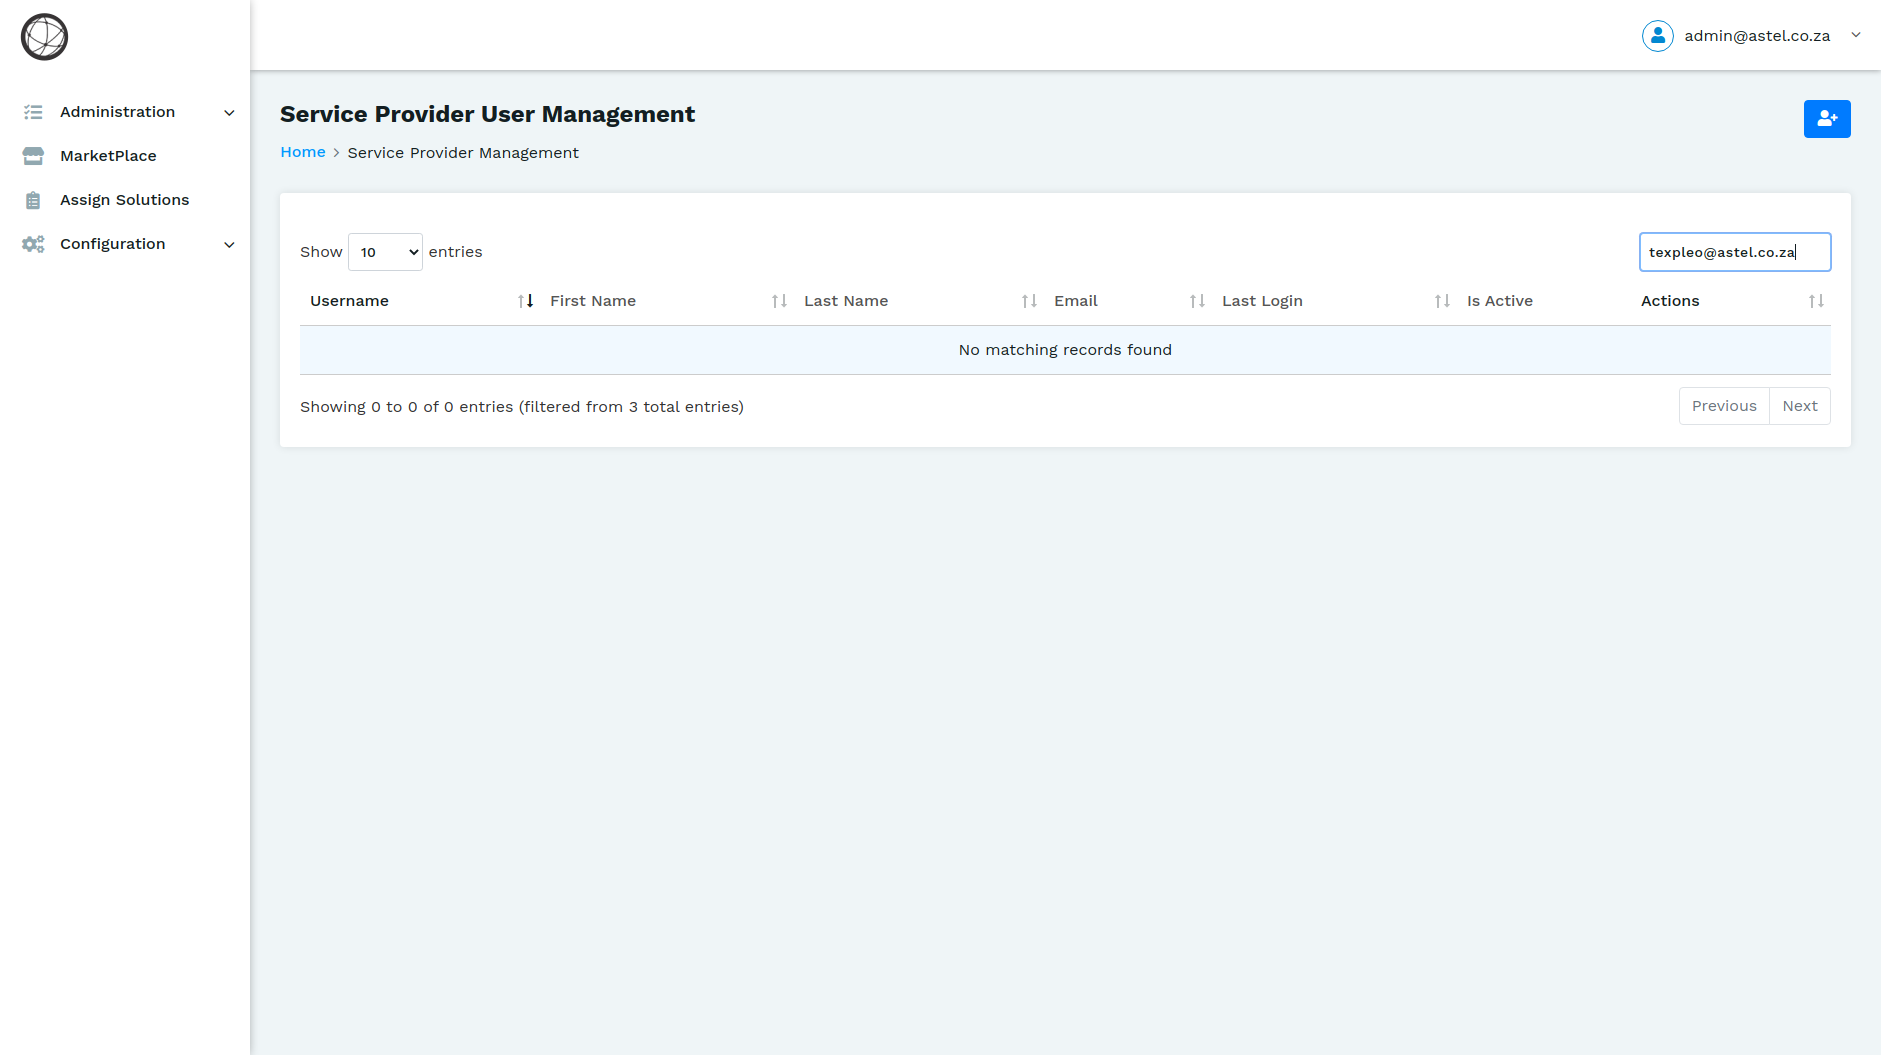 admin@astel.co.za
Administration
MarketPlace
Assign Solutions
Configuration
Service Provider User Management
Home > Service Provider Management
Show 10 entries
texpleo@astel.co.za
Username First Name Last Name Email Last Login Is Active Actions
No matching records found
Showing 0 to 0 of 0 entries (filtered from 3 total entries)
Previous Next